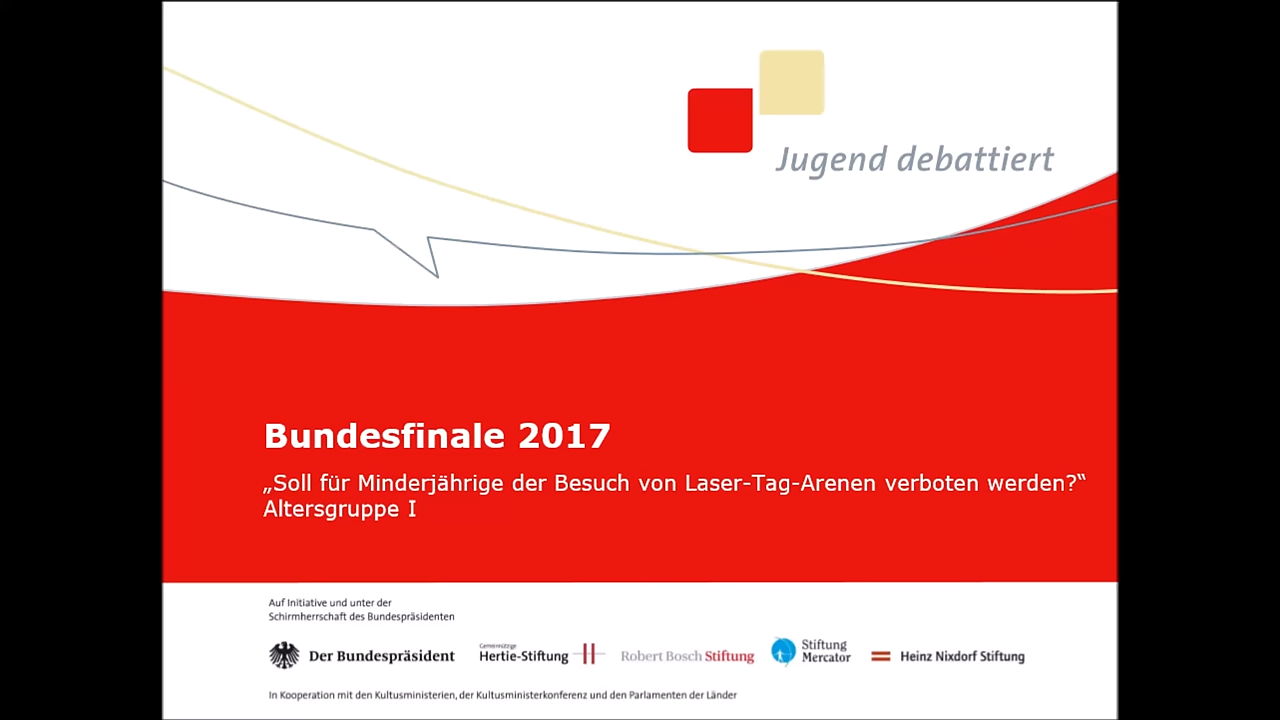 Jugend debattiert
Bundesfinale 2017
„Soll für Minderjährige der Besuch von Laser-Tag-Arenen verboten werden?“
Altersgruppe I
Auf Initiative und unter der
Schirmherrschaft des Bundespräsidenten
Der Bundespräsident
Gemeinnützige
Hertie-Stiftung
Robert Bosch Stiftung
Stiftung
Mercator
Heinz Nixdorf Stiftung
In Kooperation mit den Kultusministerien, der Kultusministerkonferenz und den Parlamenten der Länder